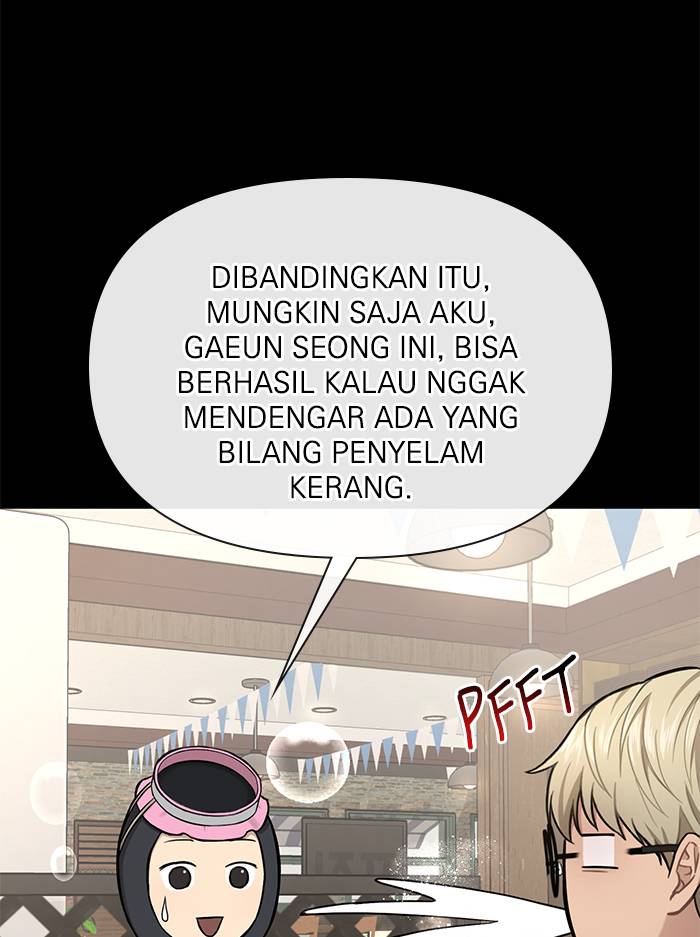 DIBANDINGKAN ITU,
MUNGKIN SAJA AKU,
GAEUN SEONG INI, BISA
BERHASIL KALAU NGGAK
MENDENGAR ADA YANG
BILANG PENYELAM
KERANG.
PFFT